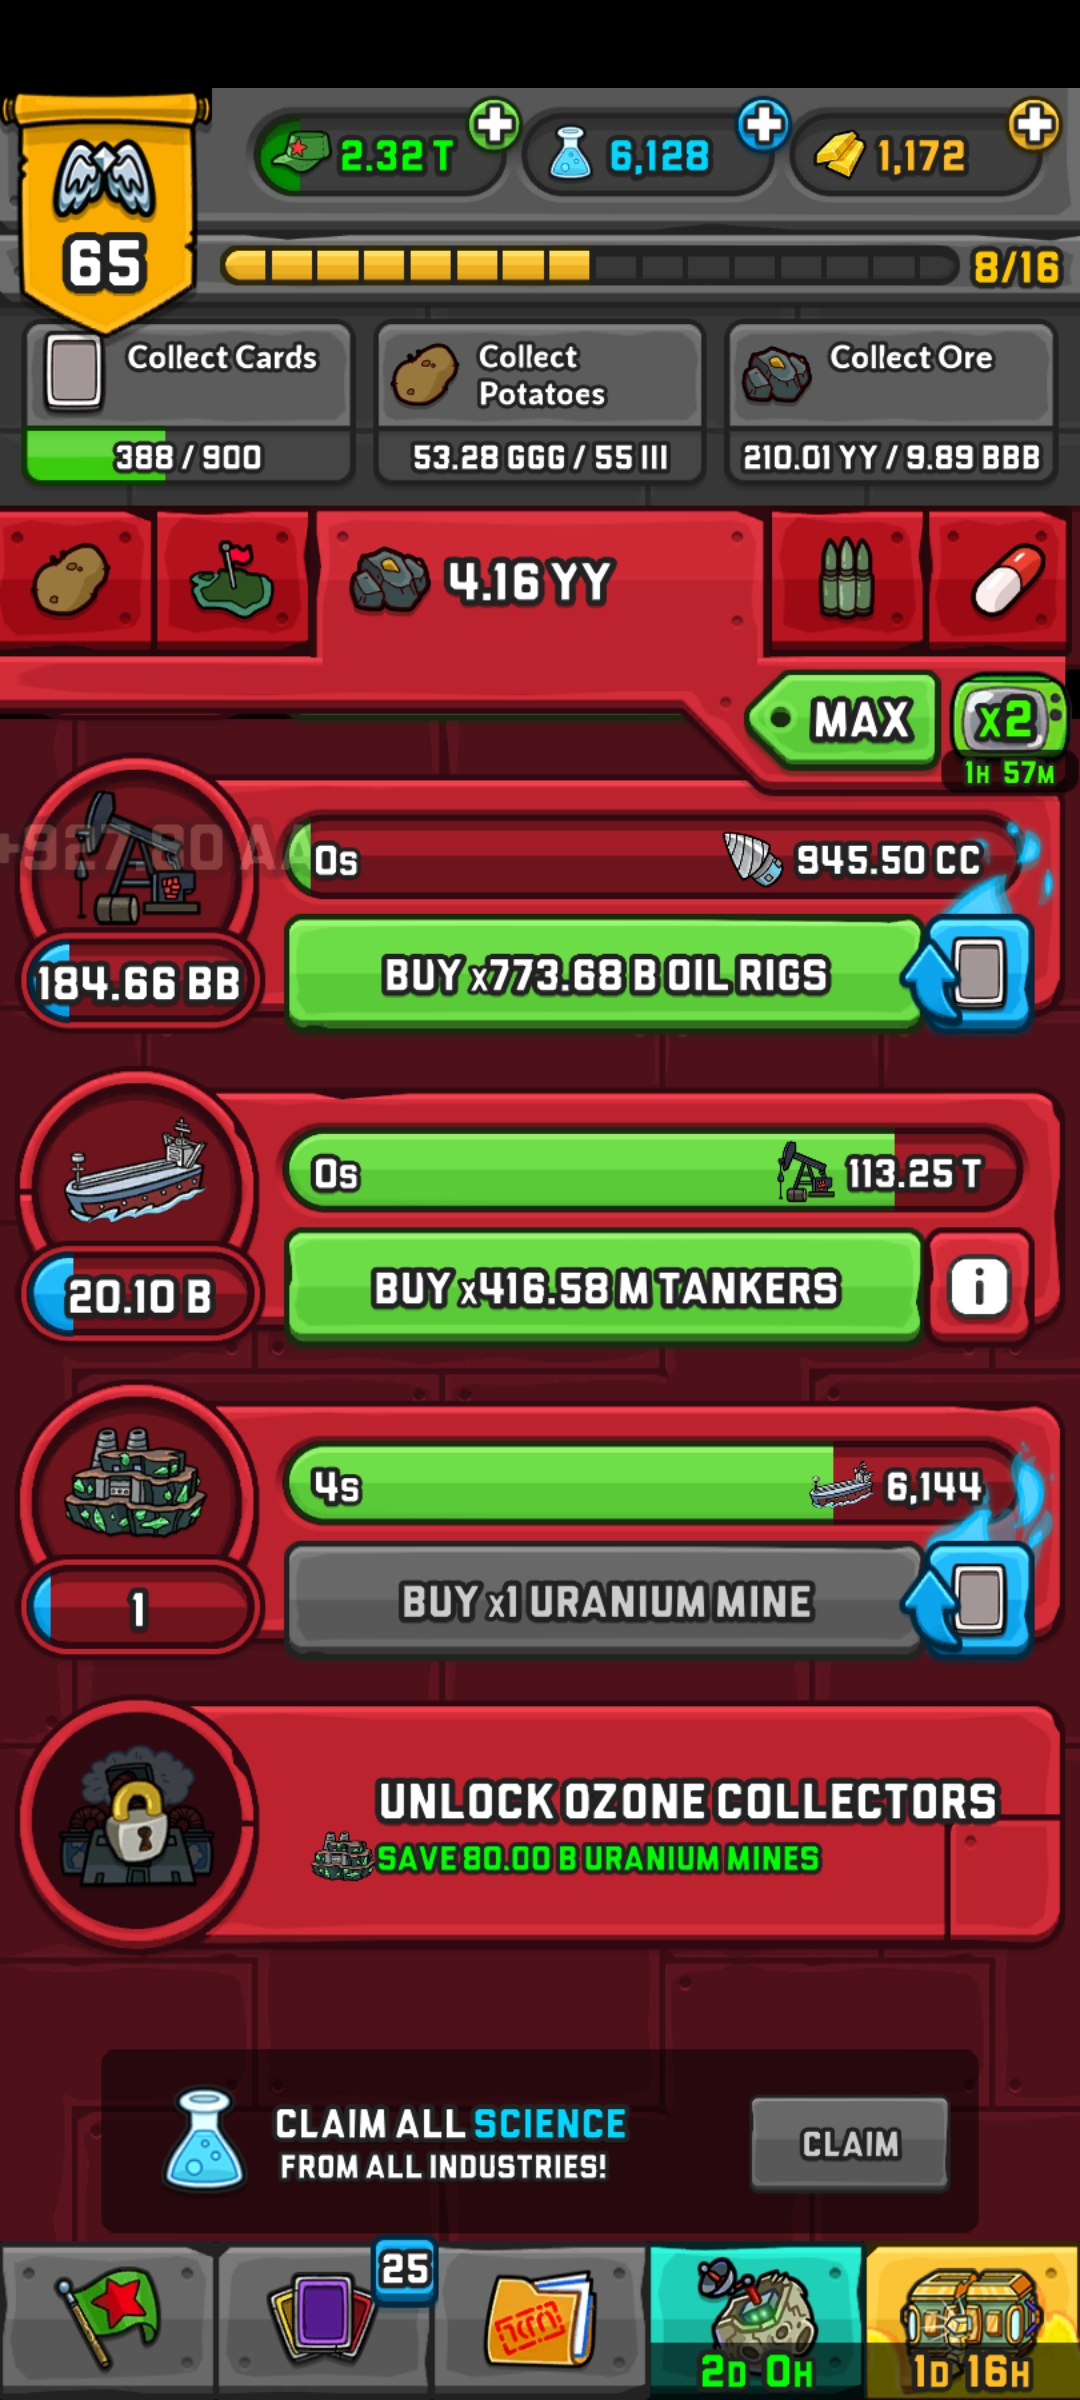 2.32 T
6,128
1,172
65
8/16
Collect Cards
388 / 900
Collect
Potatoes
53.28 GGG / 55 III
Collect Ore
210.01 YY / 9.89 BBB
4.16 YY
MAX
x2
1H 57M
0s
945.50 CC
184.66 BB
BUY x773.68 B OIL RIGS
0s
113.25 T
20.10 B
BUY x416.58 M TANKERS
i
4s
6,144
1
BUY x1 URANIUM MINE
UNLOCK OZONE COLLECTORS
SAVE 80.00 B URANIUM MINES
CLAIM ALL SCIENCE
FROM ALL INDUSTRIES!
CLAIM
25
2D 0H
1D 16H